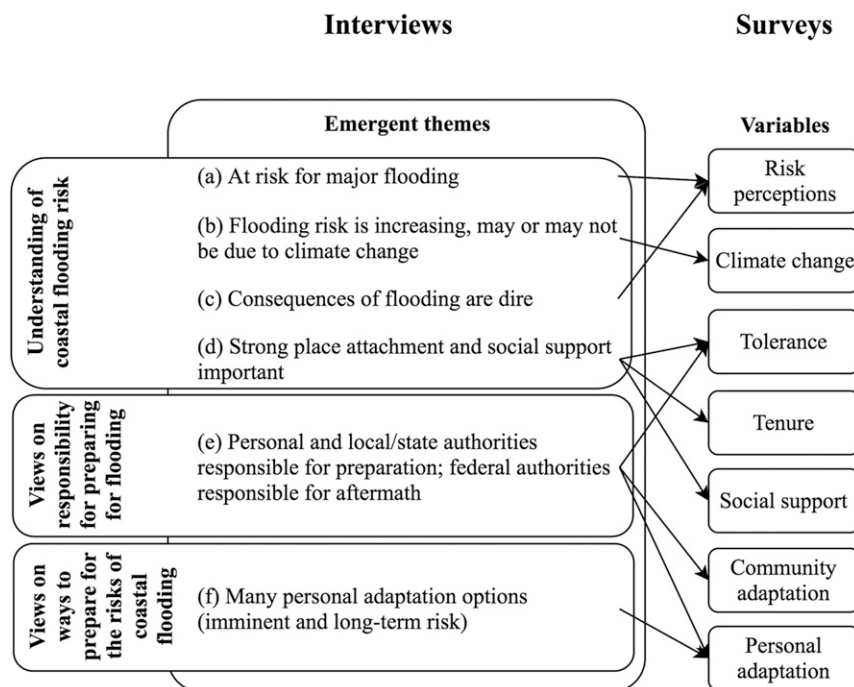 Interviews
Surveys
Emergent themes
Variables
Understanding of
coastal flooding risk
(a) At risk for major flooding
(b) Flooding risk is increasing, may or may not
be due to climate change
(c) Consequences of flooding are dire
(d) Strong place attachment and social support
important
Views on
responsibility
for preparing
for flooding
(e) Personal and local/state authorities
responsible for preparation; federal authorities
responsible for aftermath
Views on
ways to
prepare for
the risks of
coastal
flooding
(f) Many personal adaptation options
(imminent and long-term risk)
Risk
perceptions
Climate change
Tolerance
Tenure
Social support
Community
adaptation
Personal
adaptation